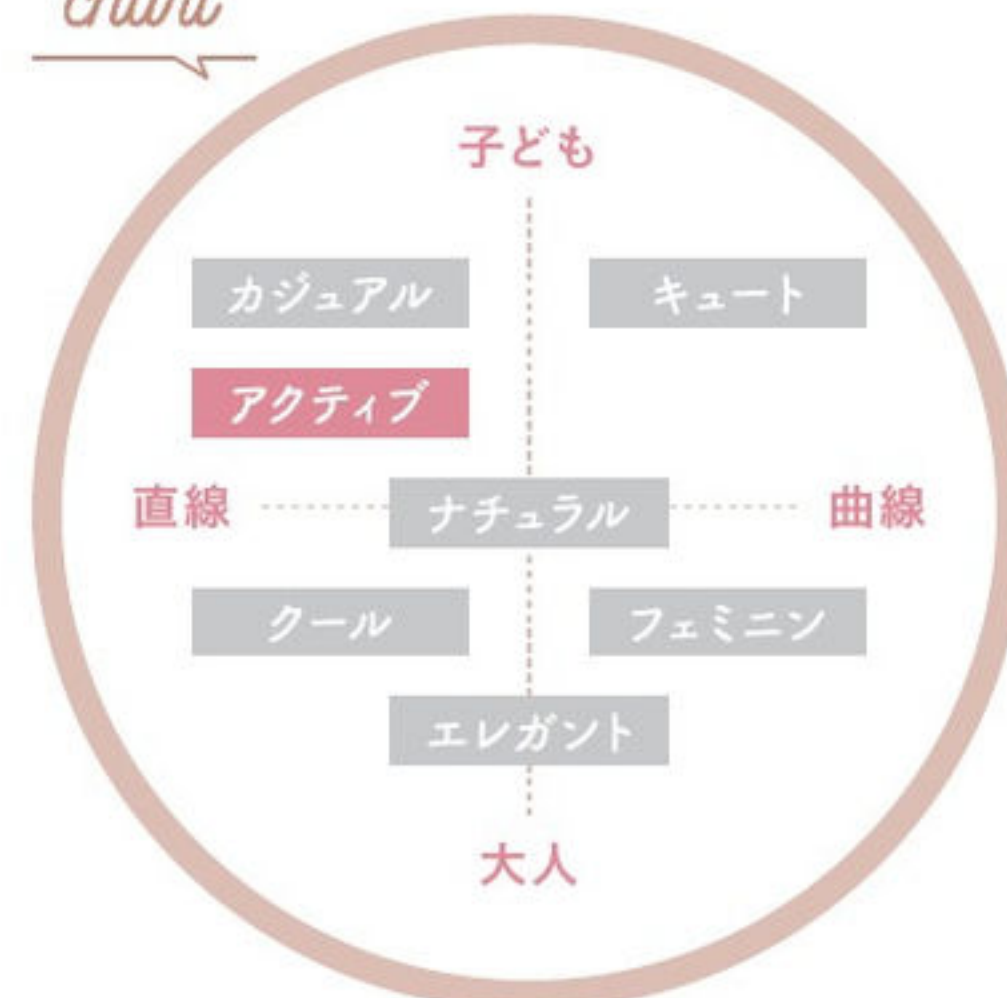 chart
子ども
カジュアル キュート
アクティブ
直線 ナチュラル 曲線
クール フェミニン
エレガント
大人